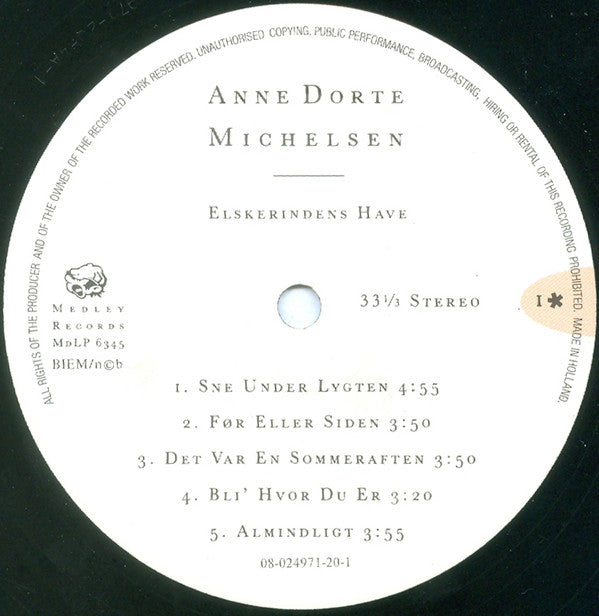 ALL RIGHTS OF THE PRODUCER AND OF THE OWNER OF THE RECORDED WORK RESERVED. UNAUTHORISED COPYING, PUBLIC PERFORMANCE, BROADCASTING, HIRING OR RENTAL OF THIS RECORDING PROHIBITED. MADE IN HOLLAND.
ANNE DORTE
MICHELSEN
ELSKERINDENS HAVE
MEDLEY
RECORDS
MDLP 6345
BIEM/n©b
33⅓ STEREO
1*
1. SNE UNDER LYGTEN 4:55
2. FØR ELLER SIDEN 3:50
3. DET VAR EN SOMMERAFTEN 3:50
4. BLI' HVOR DU ER 3:20
5. ALMINDLIGT 3:55
08-024971-20-1